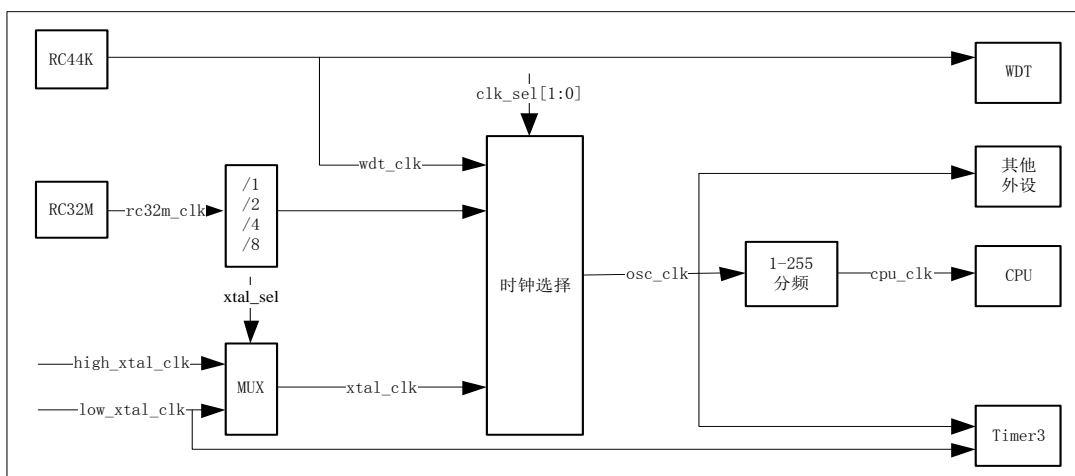 RC44K
WDT
clk_sel[1:0]
wdt_clk
其他
外设
RC32M
rc32m_clk
/1
/2
/4
/8
时钟选择
osc_clk
1-255
分频
cpu_clk
CPU
xtal_sel
high_xtal_clk
MUX
xtal_clk
low_xtal_clk
Timer3